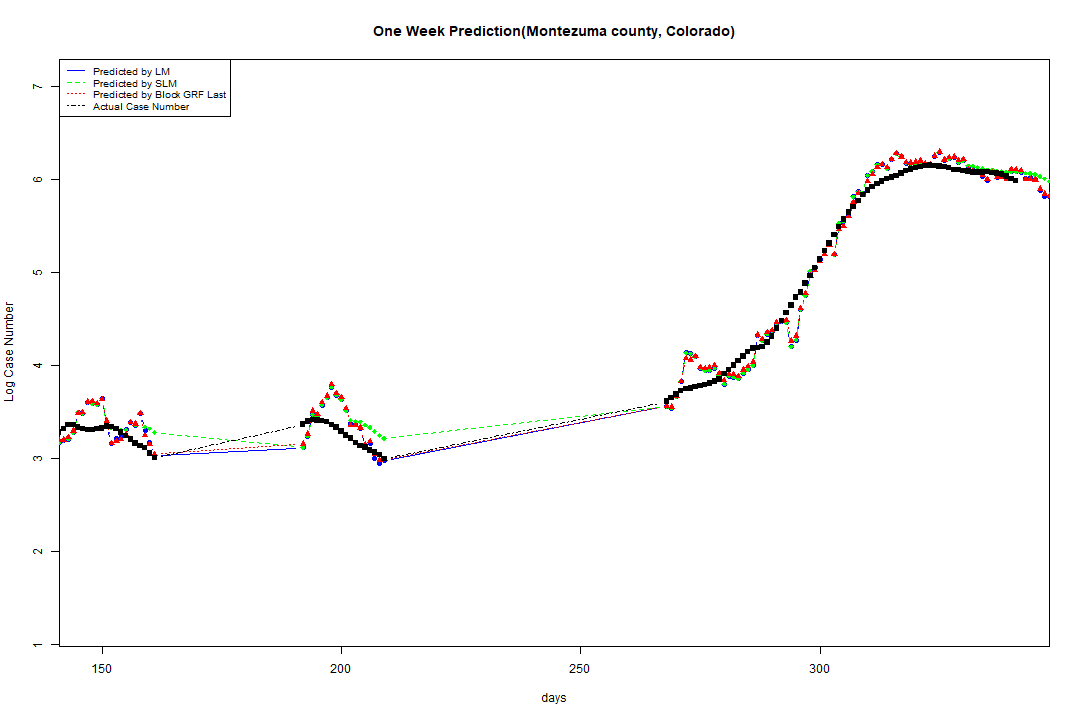 One Week Prediction(Montezuma county, Colorado)
Predicted by LM
Predicted by SLM
Predicted by Block GRF Last
Actual Case Number
7
6
5
4
3
2
1
Log Case Number
150
200
250
300
days